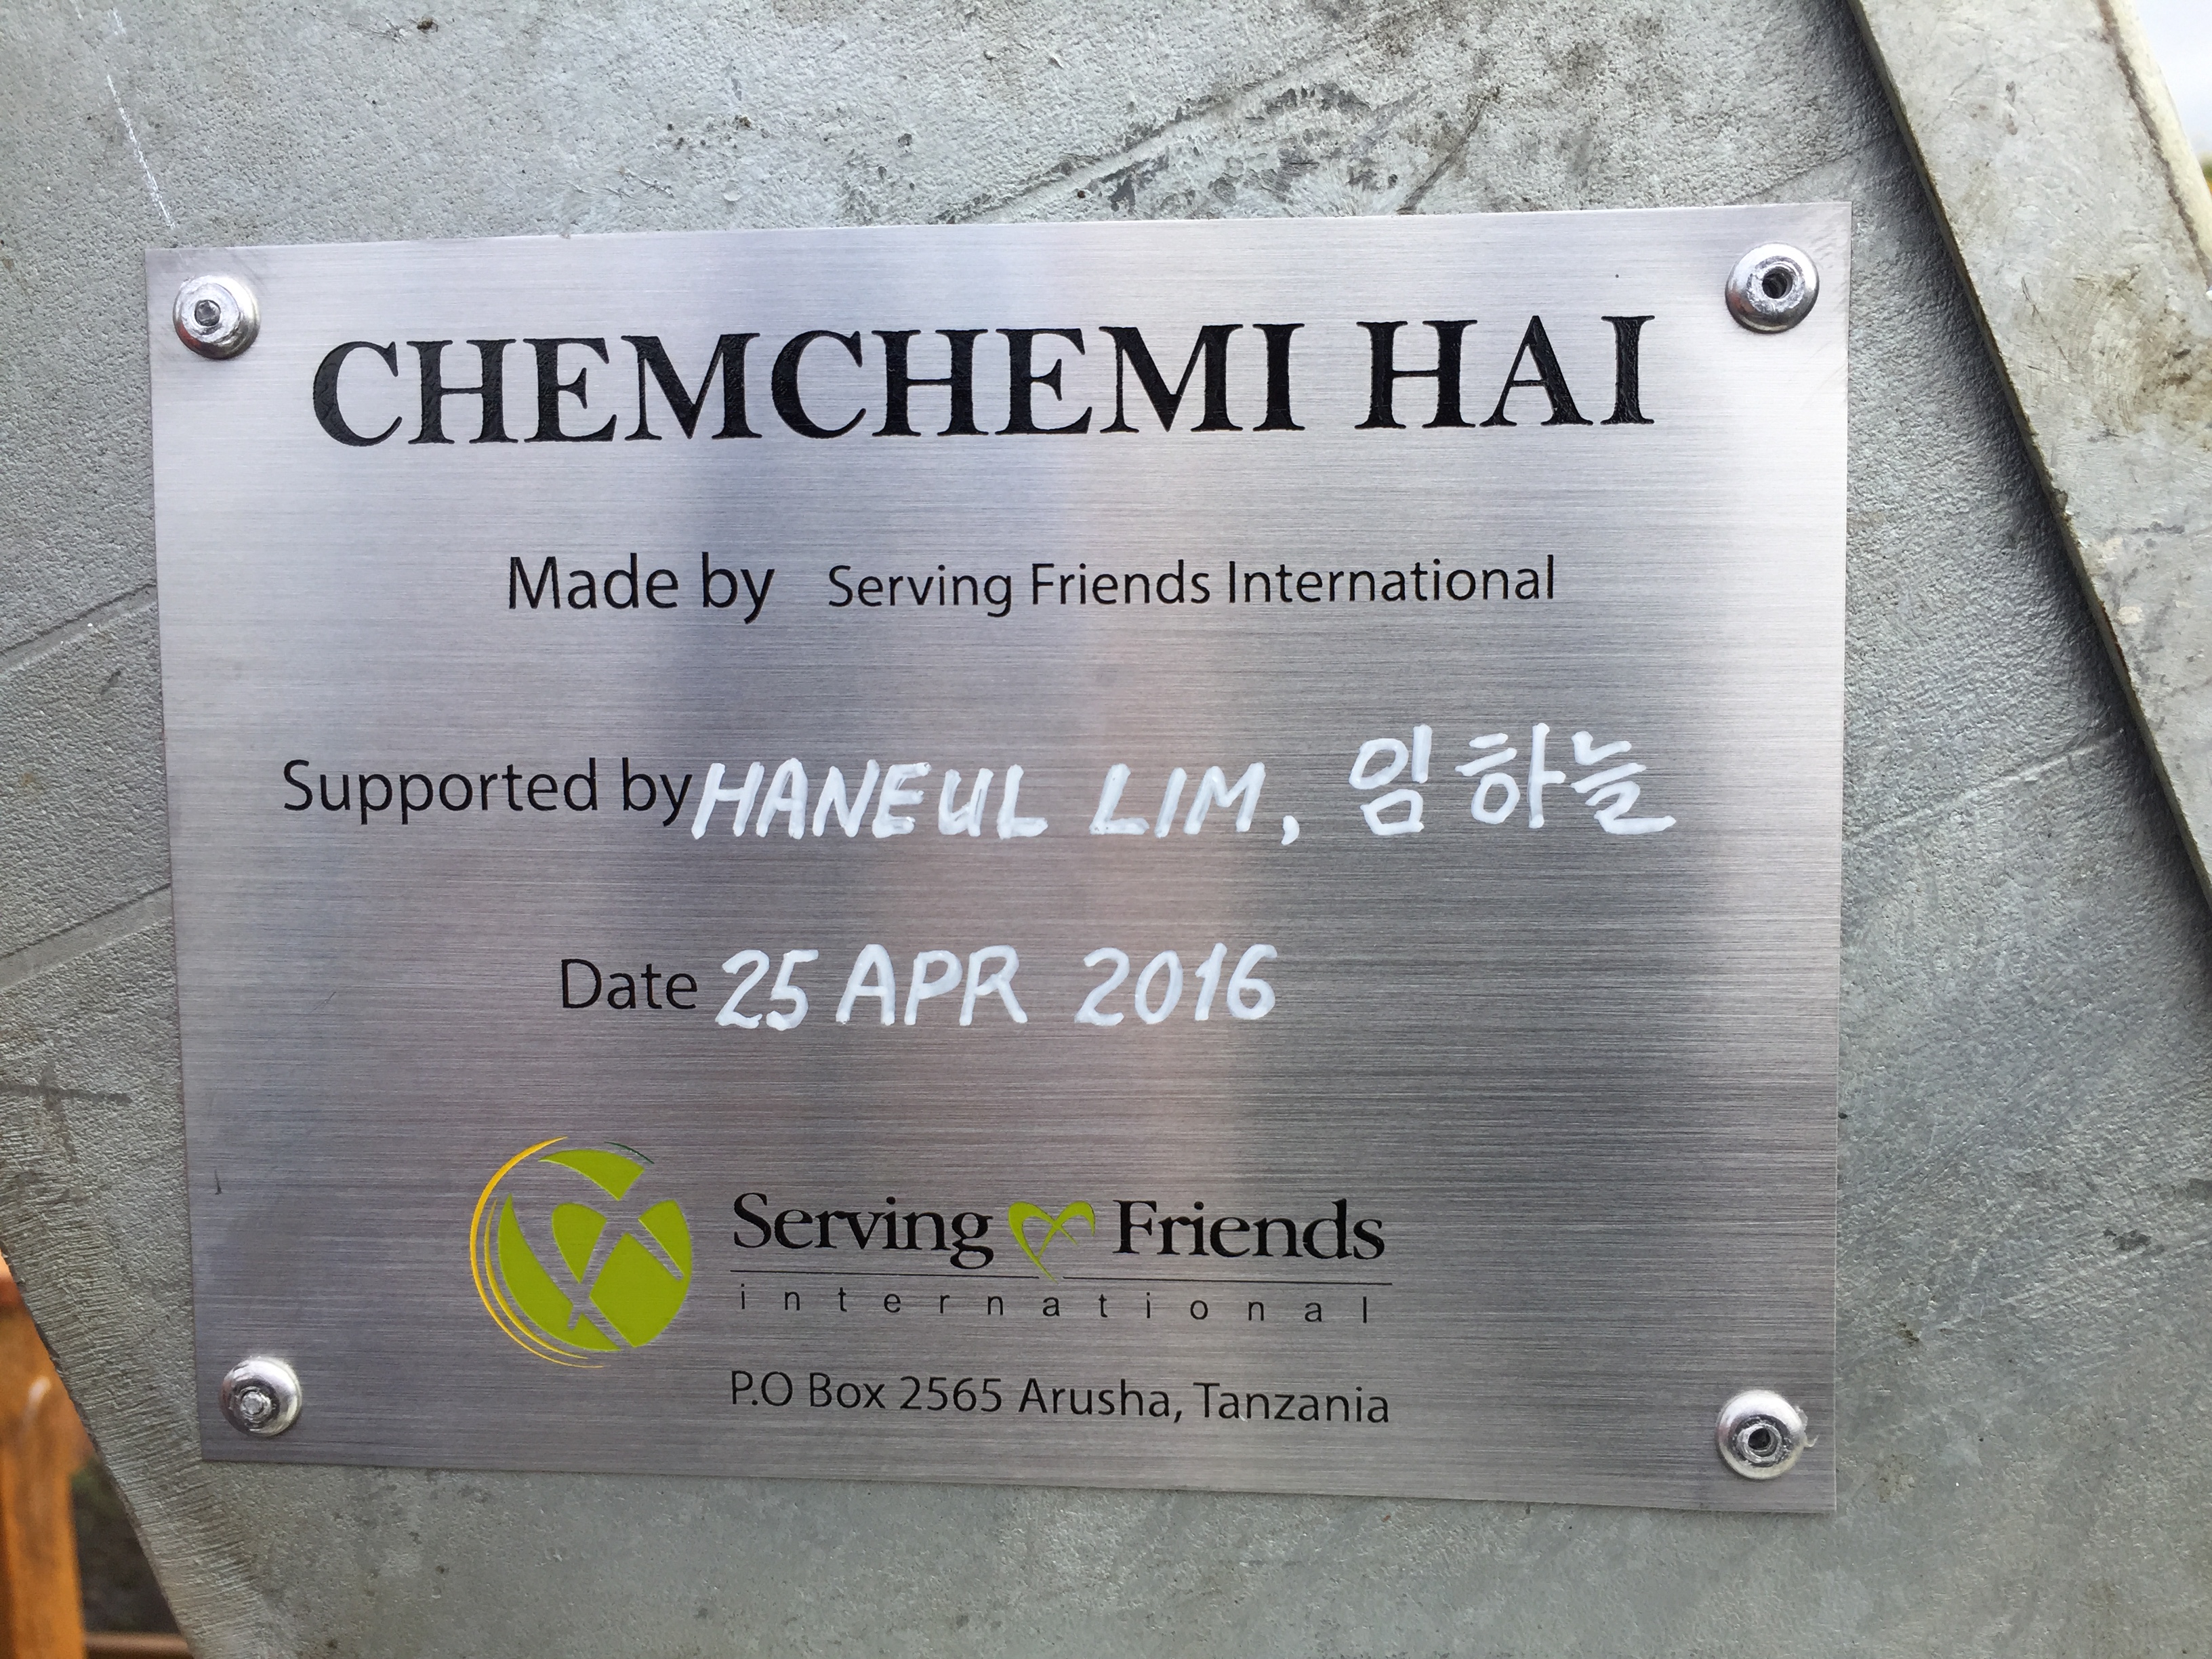 CHEMCHEMI HAI
Made by Serving Friends International
Supported by HANEUL LIM, 임하늘
Date 25 APR 2016
Serving Friends
international
P.O Box 2565 Arusha, Tanzania